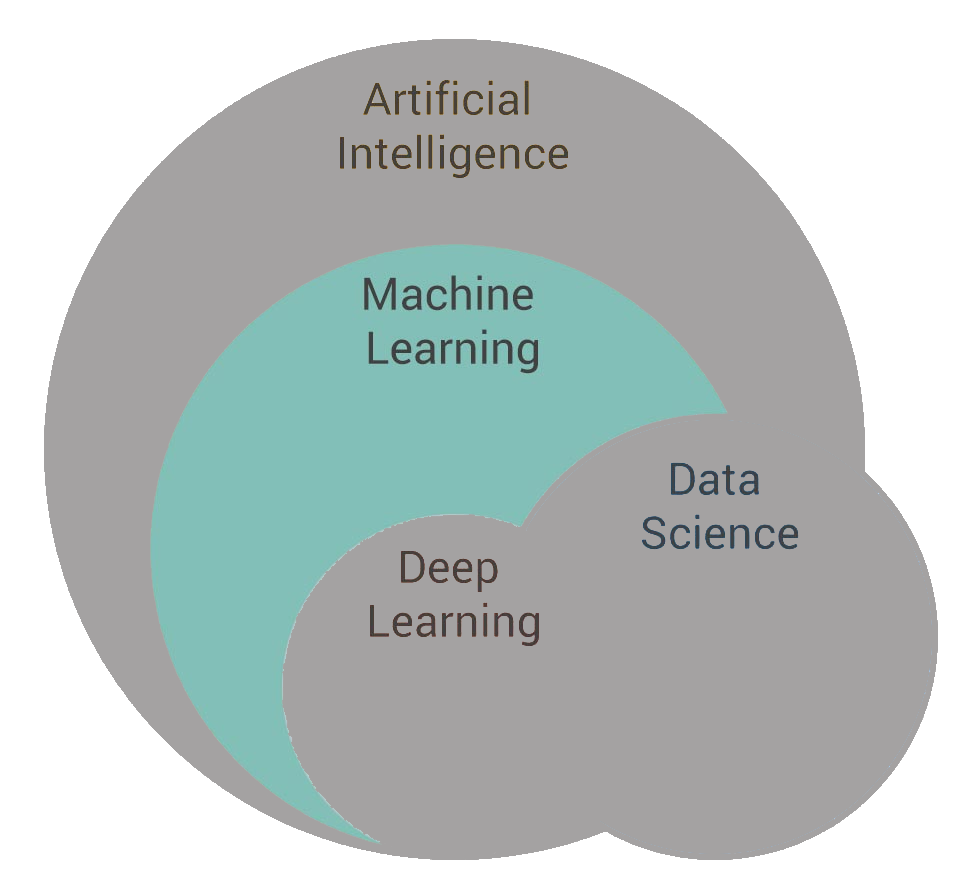 Artificial
Intelligence
Machine
Learning
Data
Science
Deep
Learning